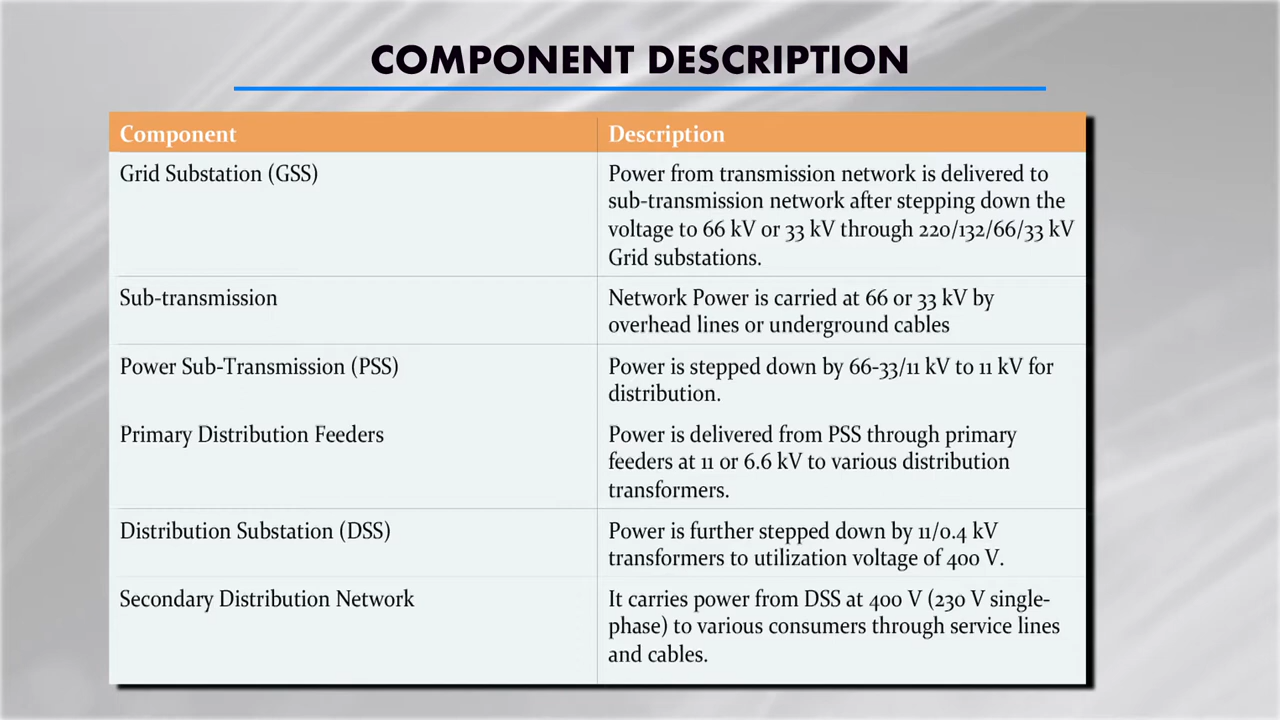 COMPONENT DESCRIPTION
Component
Description
Grid Substation (GSS)
Power from transmission network is delivered to
sub-transmission network after stepping down the
voltage to 66 kV or 33 kV through 220/132/66/33 kV
Grid substations.
Sub-transmission
Network Power is carried at 66 or 33 kV by
overhead lines or underground cables
Power Sub-Transmission (PSS)
Power is stepped down by 66-33/11 kV to 11 kV for
distribution.
Primary Distribution Feeders
Power is delivered from PSS through primary
feeders at 11 or 6.6 kV to various distribution
transformers.
Distribution Substation (DSS)
Power is further stepped down by 11/0.4 kV
transformers to utilization voltage of 400 V.
Secondary Distribution Network
It carries power from DSS at 400 V (230 V single-
phase) to various consumers through service lines
and cables.